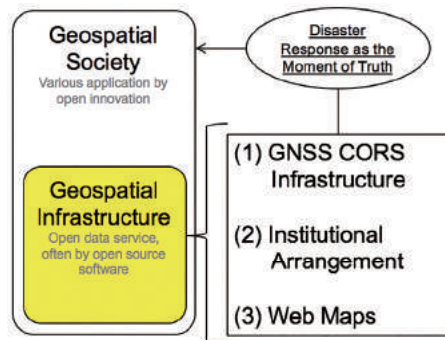 Geospatial
Society
Various application by
open innovation
Disaster
Response as the
Moment of Truth
Geospatial
Infrastructure
Open data service,
often by open source
software
(1) GNSS CORS
Infrastructure
(2) Institutional
Arrangement
(3) Web Maps